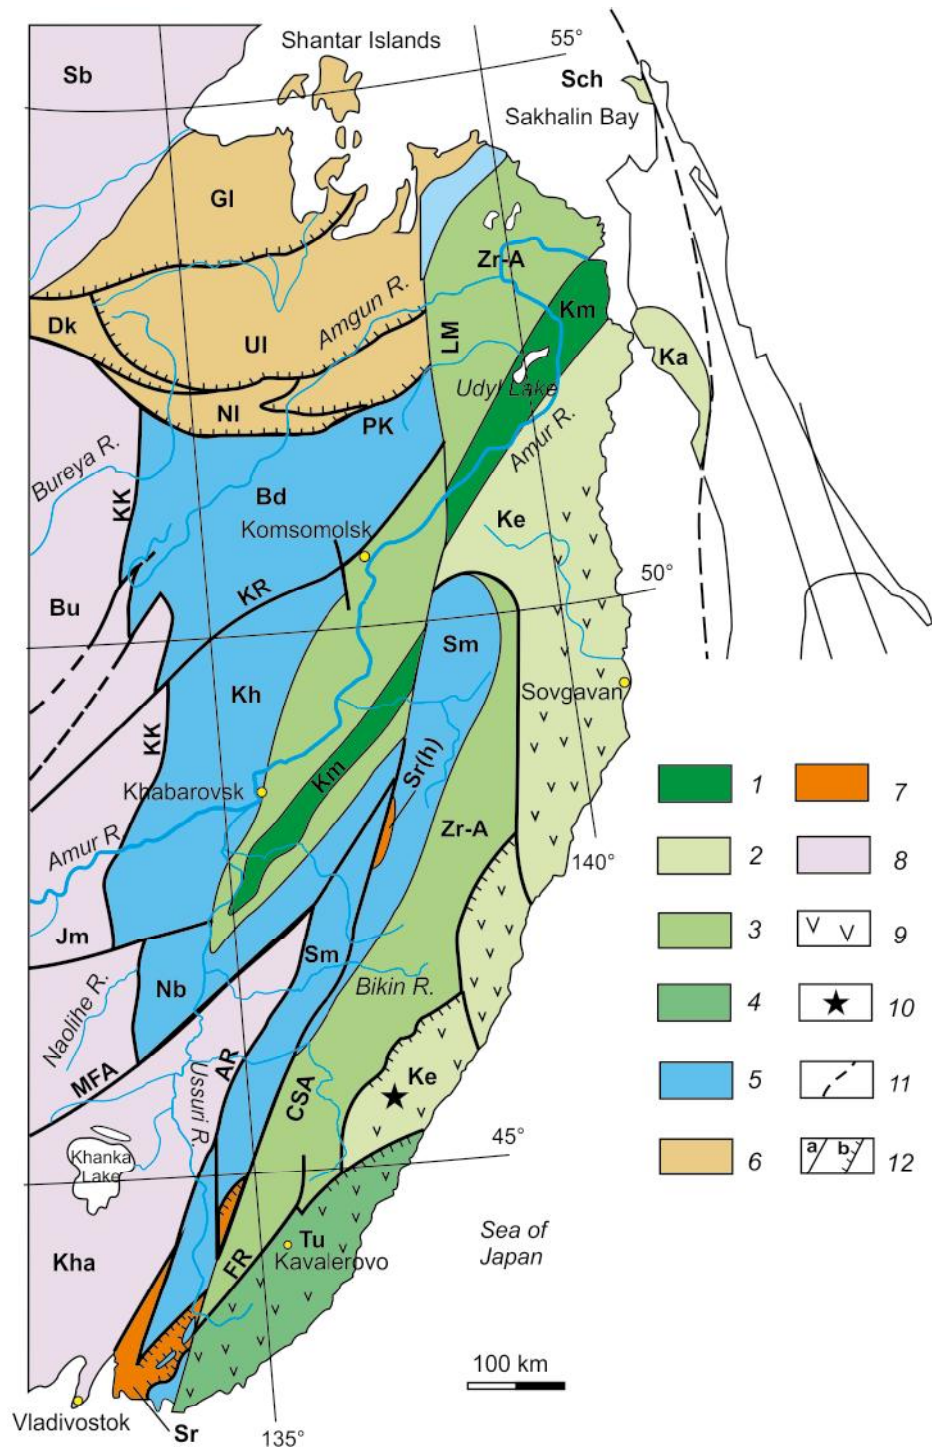 Shantar Islands
55°
Sb
Sch
Sakhalin Bay
Gl
Zr-A
Amgun R.
Km
Dk
Ul
LM
Ka
Udyl Lake
Nl
PK
Amur R.
Bureya R.
KK
Bd
Ke
Komsomolsk
50°
KR
Bu
Sm
Kh
Sovgavan
KK
Sr(h)
Km
Khabarovsk
1
7
Zr-A
Amur R.
2
8
140°
Jm
3
9
Sm
Naolihe R.
Nb
Bikin R.
4
10
MFA
AR
Ussuri R.
CSA
Ke
5
11
45°
Khanka
Lake
a
b
6
12
Sea of
Japan
Tu
Kavalerovo
Kha
FR
100 km
Vladivostok
Sr
135°